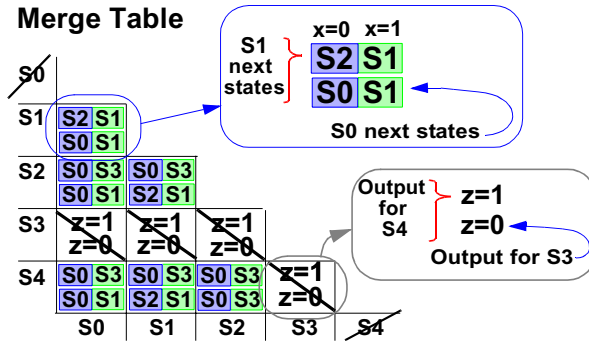 Merge Table
x=0 x=1
S1 next states
S2 S1
S0 S1
S0 next states
S0
S1 S2 S1
S0 S1
S2 S0 S3 S0 S3
S0 S1 S2 S1
S3 z=1 z=1 z=1
z=0 z=0 z=0
Output for S4
z=1
z=0
Output for S3
S4 S0 S3 S0 S3 S0 S3 z=1
S0 S1 S2 S1 S0 S3 z=0
S0 S1 S2 S3 S4